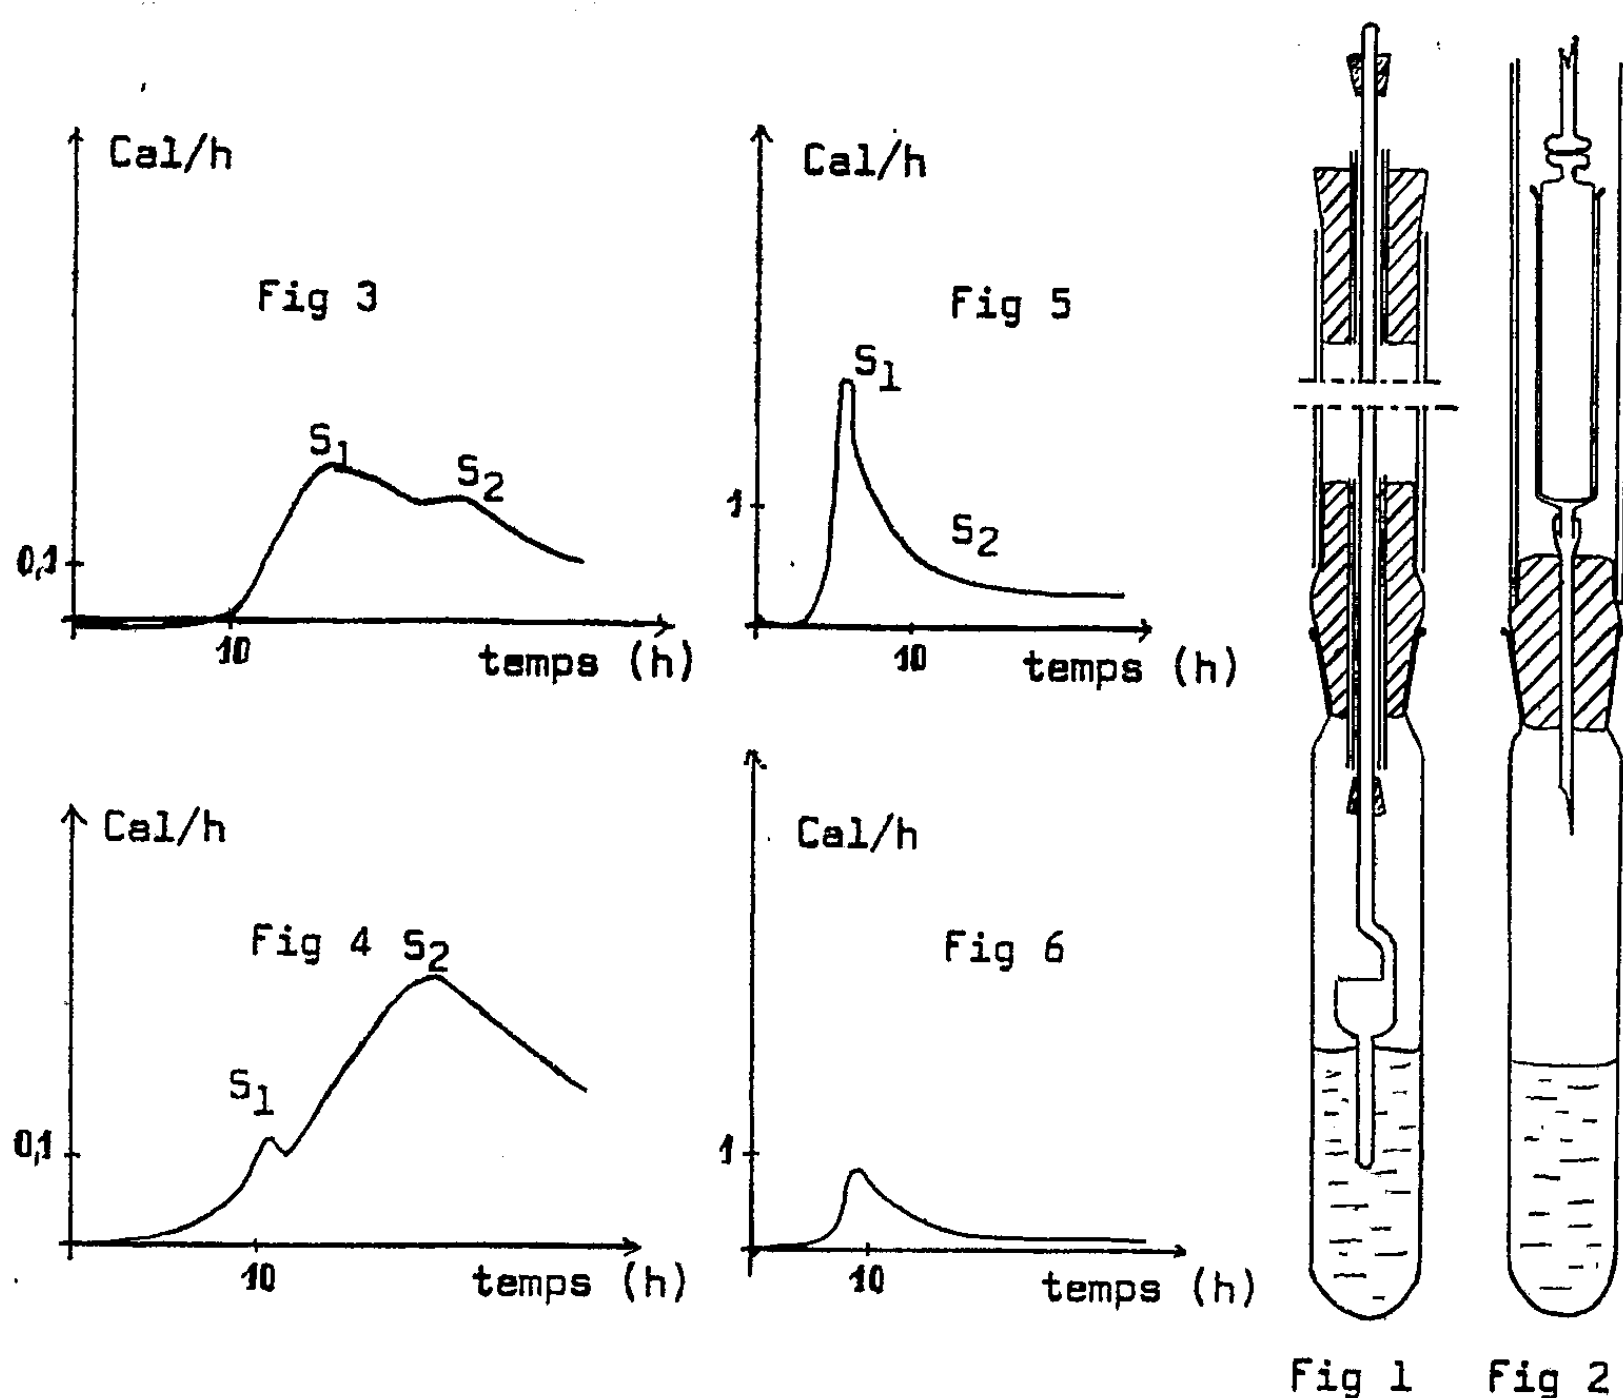 Cal/h
Fig 3
S1
S2
0,1
10
temps (h)
Cal/h
Fig 5
S1
S2
1
10
temps (h)
Cal/h
Fig 4
S2
S1
0,1
10
temps (h)
Cal/h
Fig 6
1
10
temps (h)
Fig 1
Fig 2